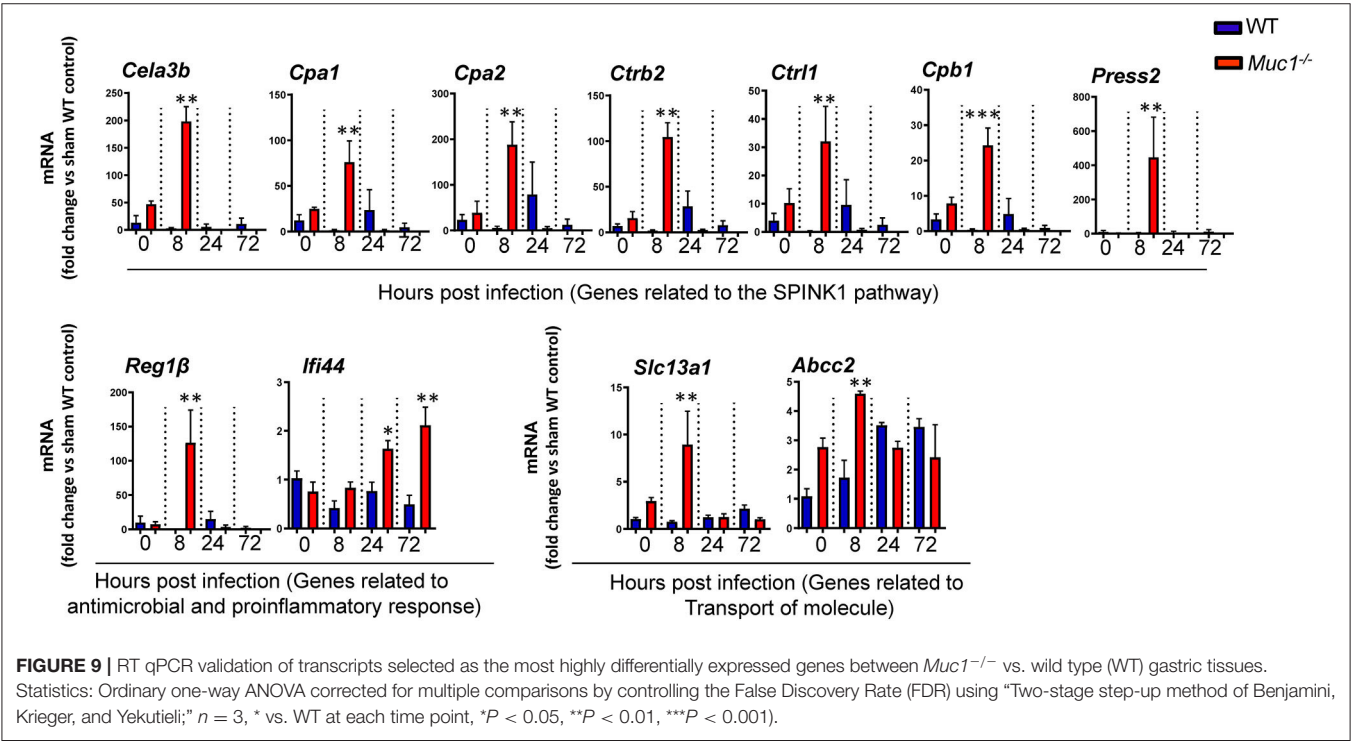 WT
Muc1-/-
mRNA
(fold change vs sham WT control)
Cela3b
250
200
150
100
50
0
**
0 8 24 72
Cpa1
150
100
50
0
**
0 8 24 72
Cpa2
300
200
100
0
**
0 8 24 72
Ctrb2
150
100
50
0
**
0 8 24 72
Ctrl1
50
40
30
20
10
0
**
0 8 24 72
Cpb1
40
30
20
10
0
***
0 8 24 72
Press2
800
600
400
200
0
**
0 8 24 72
Hours post infection (Genes related to the SPINK1 pathway)
mRNA
(fold change vs sham WT control)
Reg1β
200
150
100
50
0
**
0 8 24 72
Ifi44
3
2
1
0
*
**
0 8 24 72
Hours post infection (Genes related to
antimicrobial and proinflammatory response)
mRNA
(fold change vs sham WT control)
Slc13a1
15
10
5
0
**
0 8 24 72
Abcc2
5
4
3
2
1
0
**
0 8 24 72
Hours post infection (Genes related to
Transport of molecule)
FIGURE 9 | RT qPCR validation of transcripts selected as the most highly differentially expressed genes between Muc1−/− vs. wild type (WT) gastric tissues.
Statistics: Ordinary one-way ANOVA corrected for multiple comparisons by controlling the False Discovery Rate (FDR) using “Two-stage step-up method of Benjamini,
Krieger, and Yekutieli;” n = 3, * vs. WT at each time point, *P < 0.05, **P < 0.01, ***P < 0.001).